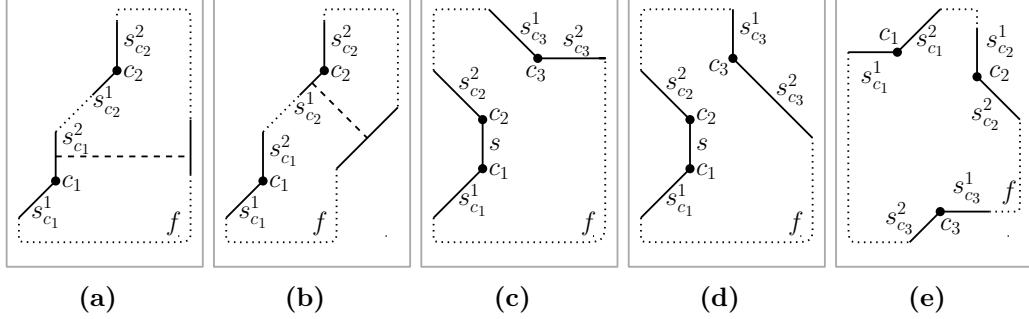 s^2_{c_2}
c_2
s^1_{c_2}
s^2_{c_1}
c_1
s^1_{c_1}
f
(a)
s^2_{c_2}
c_2
s^1_{c_2}
s^2_{c_1}
c_1
s^1_{c_1}
f
(b)
s^1_{c_3}
s^2_{c_3}
c_3
s^2_{c_2}
c_2
s
c_1
s^1_{c_1}
f
(c)
s^1_{c_3}
c_3
s^2_{c_3}
s^2_{c_2}
c_2
s
c_1
s^1_{c_1}
f
(d)
c_1
s^2_{c_1}
s^1_{c_2}
s^1_{c_1}
c_2
s^2_{c_2}
s^1_{c_3}
f
s^2_{c_3}
c_3
(e)